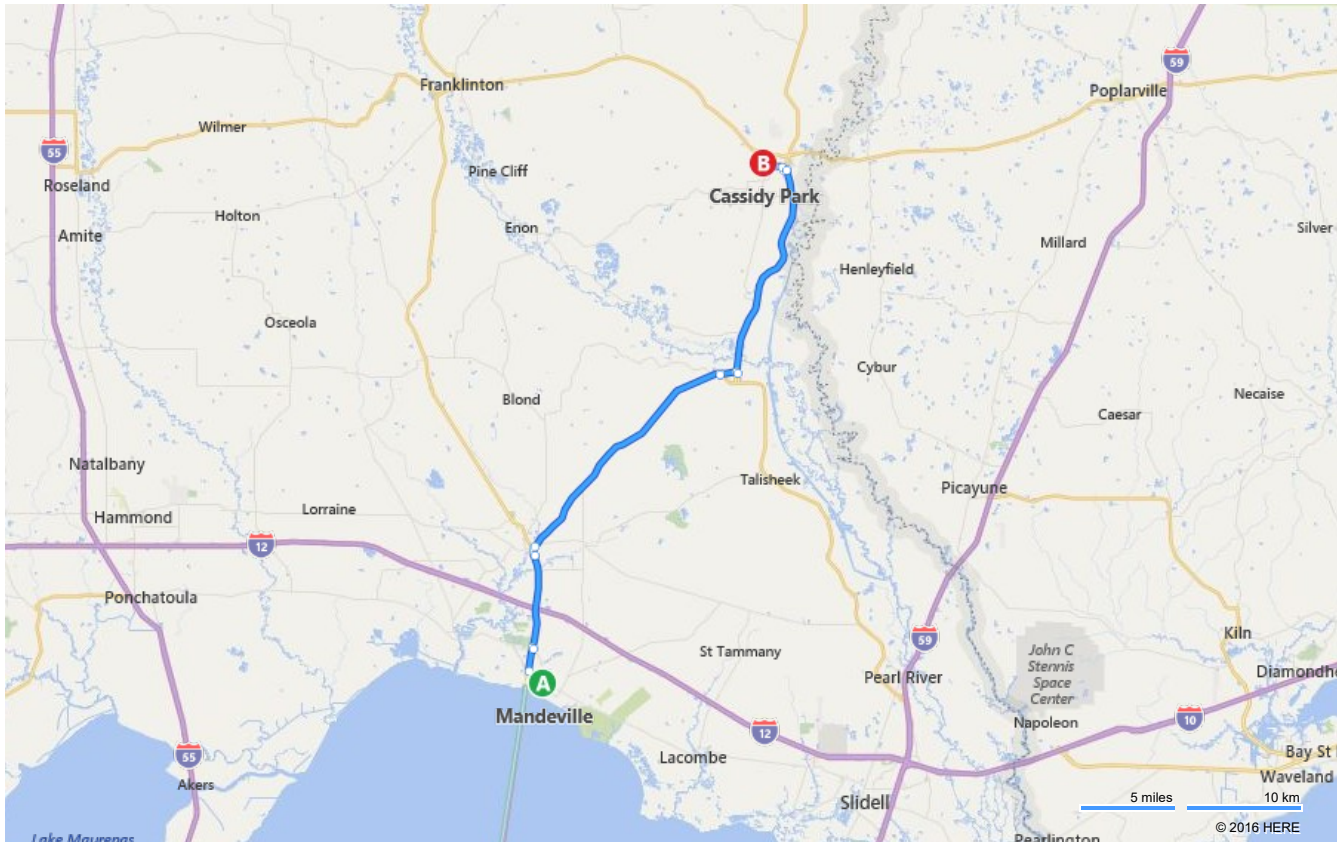 59
Franklinton
Poplarville
Wilmer
55
B
Pine Cliff
Roseland
Cassidy Park
Holton
Enon
Silver
Amite
Millard
Henleyfield
Osceola
Cybur
Blond
Necaise
Caesar
Natalbany
Talisheek
Picayune
Lorraine
Hammond
12
Ponchatoula
59
Kiln
St Tammany
John C
Stennis
Space
Center
Pearl River
Diamondh
A
Mandeville
Napoleon
10
12
55
Lacombe
Bay St
Waveland
Akers
5 miles
10 km
Slidell
© 2016 HERE
Lake Maurepas
Pearlington